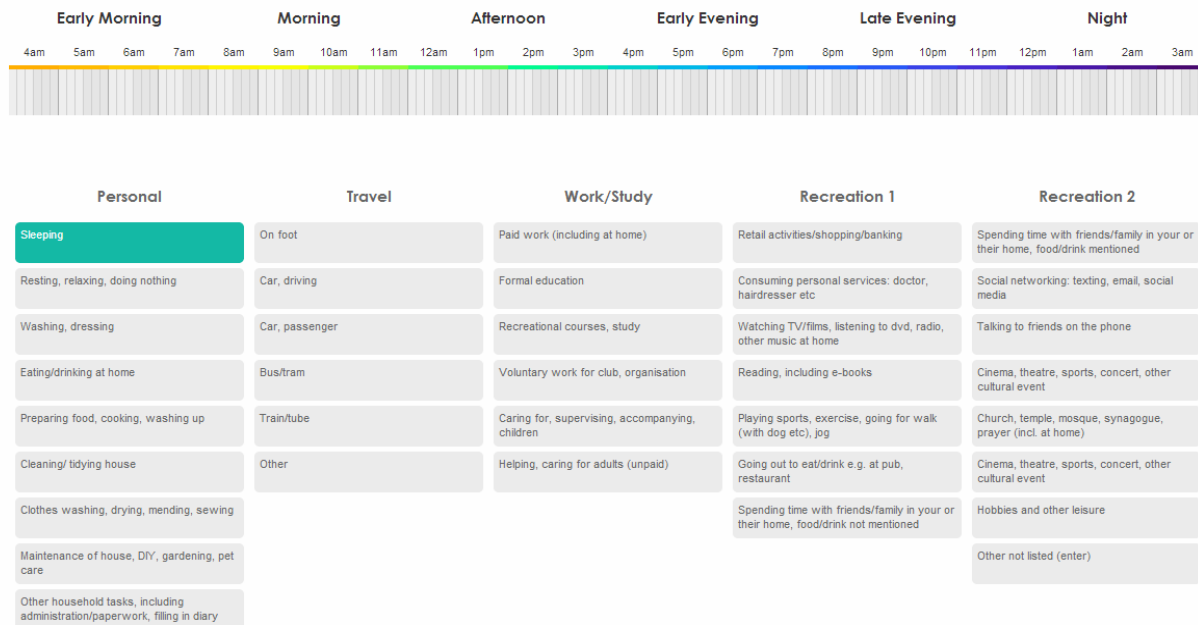 Early Morning Morning Afternoon Early Evening Late Evening Night
4am 5am 6am 7am 8am 9am 10am 11am 12am 1pm 2pm 3pm 4pm 5pm 6pm 7pm 8pm 9pm 10pm 11pm 12pm 1am 2am 3am
Personal
Sleeping
Resting, relaxing, doing nothing
Washing, dressing
Eating/drinking at home
Preparing food, cooking, washing up
Cleaning/ tidying house
Clothes washing, drying, mending, sewing
Maintenance of house, DIY, gardening, pet
care
Other household tasks, including
administration/paperwork, filling in diary
Travel
On foot
Car, driving
Car, passenger
Bus/tram
Train/tube
Other
Work/Study
Paid work (including at home)
Formal education
Recreational courses, study
Voluntary work for club, organisation
Caring for, supervising, accompanying,
children
Helping, caring for adults (unpaid)
Recreation 1
Retail activities/shopping/banking
Consuming personal services: doctor,
hairdresser etc
Watching TV/films, listening to dvd, radio,
other music at home
Reading, including e-books
Playing sports, exercise, going for walk
(with dog etc), jog
Going out to eat/drink e.g. at pub,
restaurant
Spending time with friends/family in your or
their home, food/drink not mentioned
Recreation 2
Spending time with friends/family in your or
their home, food/drink mentioned
Social networking: texting, email, social
media
Talking to friends on the phone
Cinema, theatre, sports, concert, other
cultural event
Church, temple, mosque, synagogue,
prayer (incl. at home)
Cinema, theatre, sports, concert, other
cultural event
Hobbies and other leisure
Other not listed (enter)